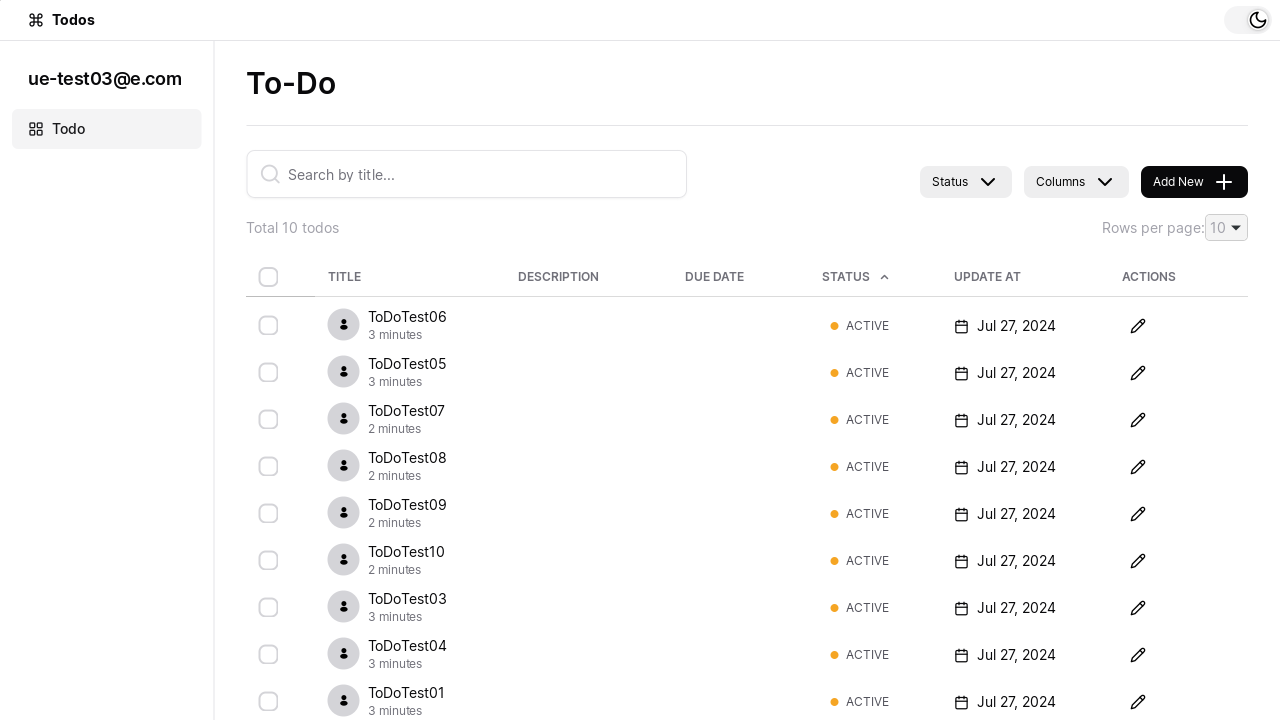 Todos
ue-test03@e.com
Todo
To-Do
Search by title...
Status
Columns
Add New
Total 10 todos
Rows per page: 10
TITLE DESCRIPTION DUE DATE STATUS UPDATE AT ACTIONS
ToDoTest06
3 minutes
ACTIVE
Jul 27, 2024
ToDoTest05
3 minutes
ACTIVE
Jul 27, 2024
ToDoTest07
2 minutes
ACTIVE
Jul 27, 2024
ToDoTest08
2 minutes
ACTIVE
Jul 27, 2024
ToDoTest09
2 minutes
ACTIVE
Jul 27, 2024
ToDoTest10
2 minutes
ACTIVE
Jul 27, 2024
ToDoTest03
3 minutes
ACTIVE
Jul 27, 2024
ToDoTest04
3 minutes
ACTIVE
Jul 27, 2024
ToDoTest01
3 minutes
ACTIVE
Jul 27, 2024